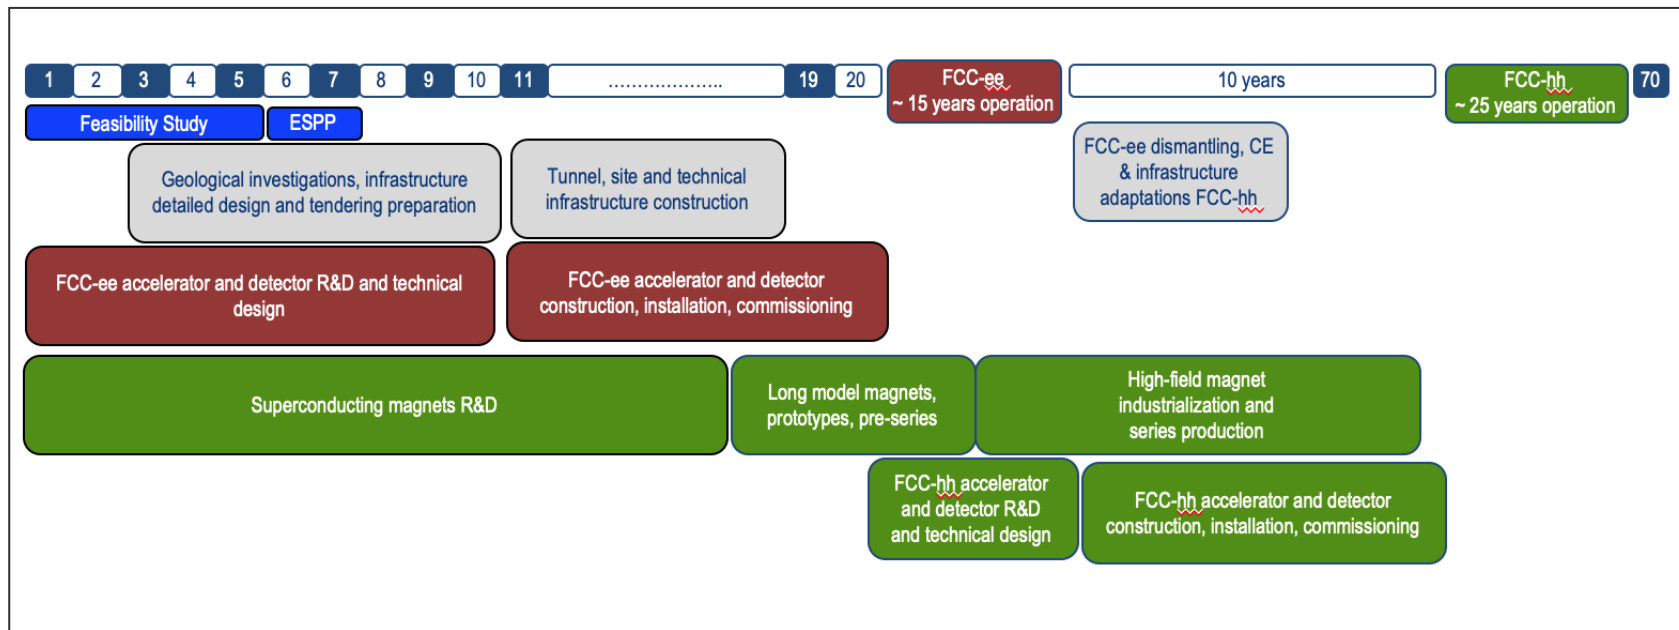 1 2 3 4 5 6 7 8 9 10 11 ..................... 19 20 FCC-ee 10 years FCC-hh 70
~ 15 years operation ~ 25 years operation
Feasibility Study ESPP
Geological investigations, infrastructure
detailed design and tendering preparation
Tunnel, site and technical
infrastructure construction
FCC-ee dismantling, CE
& infrastructure
adaptations FCC-hh
FCC-ee accelerator and detector R&D and technical
design
FCC-ee accelerator and detector
construction, installation, commissioning
Superconducting magnets R&D
Long model magnets,
prototypes, pre-series
High-field magnet
industrialization and
series production
FCC-hh accelerator
and detector R&D
and technical design
FCC-hh accelerator and detector
construction, installation, commissioning